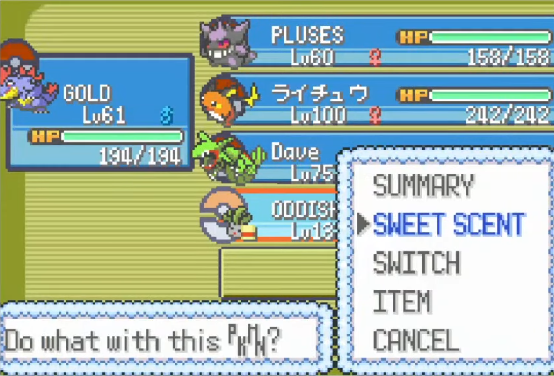 GOLD
Lv61 ♂
HP
194/194
PLUSES HP
Lv60 ♀ 158/158
ライチュウ HP
Lv100 ♀ 242/242
Dave
Lv75
ODDISH
Lv13
SUMMARY
SWEET SCENT
SWITCH
ITEM
CANCEL
Do what with this PKMN?